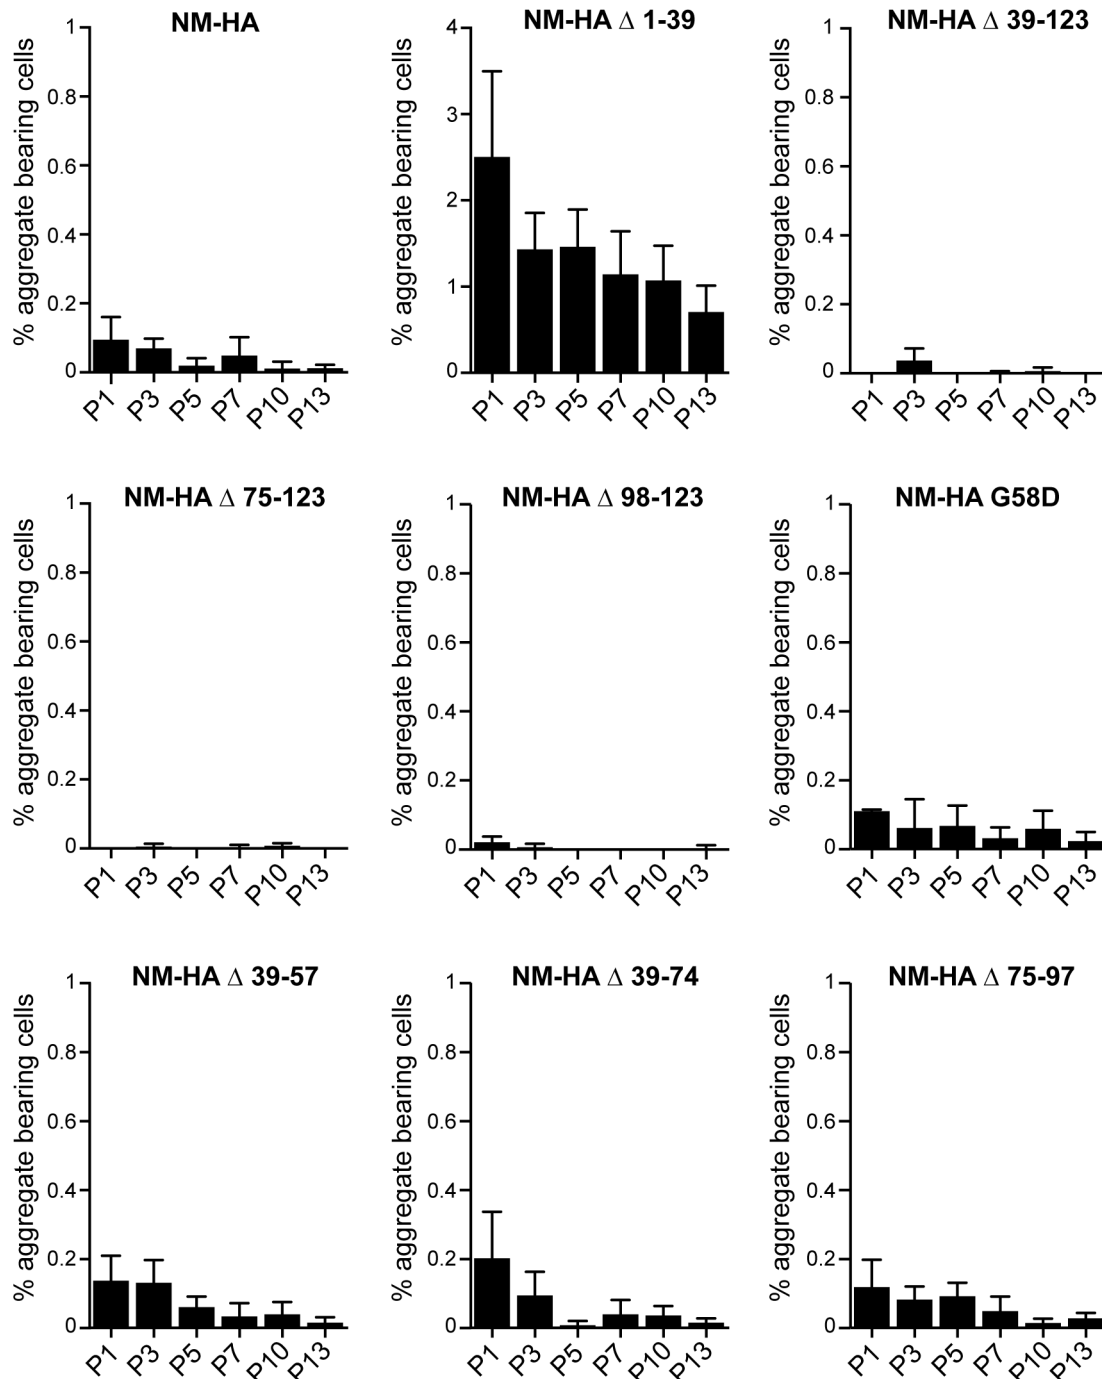 NM-HA
% aggregate bearing cells
1
0.8
0.6
0.4
0.2
0
P1 P3 P5 P7 P10 P13
NM-HA Δ 1-39
% aggregate bearing cells
4
3
2
1
0
P1 P3 P5 P7 P10 P13
NM-HA Δ 39-123
% aggregate bearing cells
1
0.8
0.6
0.4
0.2
0
P1 P3 P5 P7 P10 P13
NM-HA Δ 75-123
% aggregate bearing cells
1
0.8
0.6
0.4
0.2
0
P1 P3 P5 P7 P10 P13
NM-HA Δ 98-123
% aggregate bearing cells
1
0.8
0.6
0.4
0.2
0
P1 P3 P5 P7 P10 P13
NM-HA G58D
% aggregate bearing cells
1
0.8
0.6
0.4
0.2
0
P1 P3 P5 P7 P10 P13
NM-HA Δ 39-57
% aggregate bearing cells
1
0.8
0.6
0.4
0.2
0
P1 P3 P5 P7 P10 P13
NM-HA Δ 39-74
% aggregate bearing cells
1
0.8
0.6
0.4
0.2
0
P1 P3 P5 P7 P10 P13
NM-HA Δ 75-97
% aggregate bearing cells
1
0.8
0.6
0.4
0.2
0
P1 P3 P5 P7 P10 P13